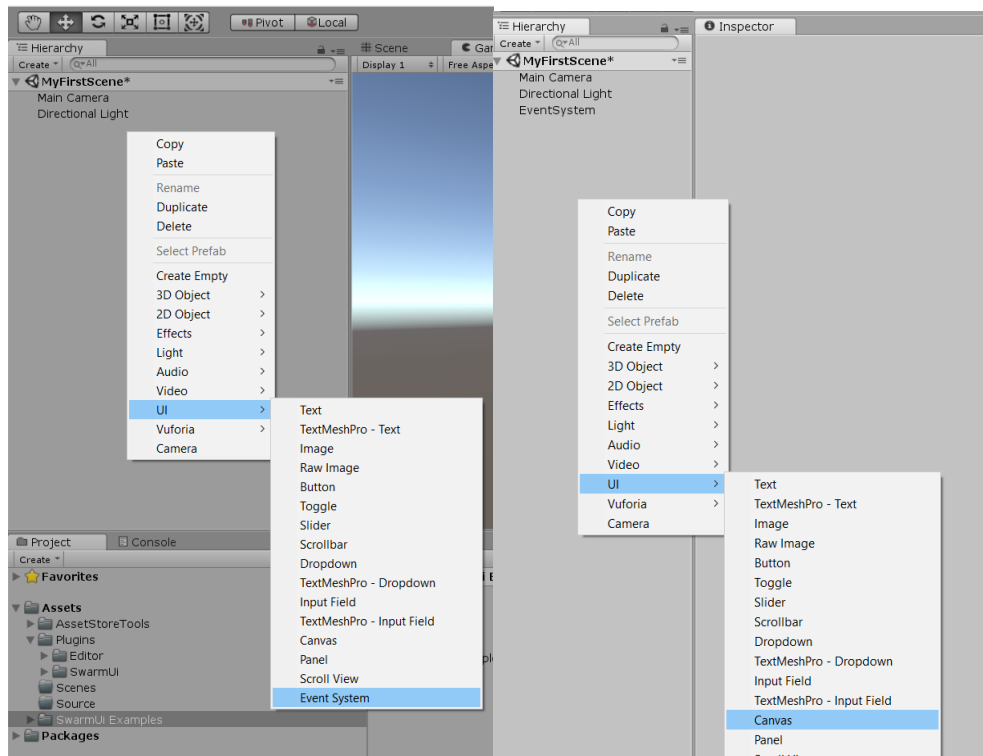 Pivot Local
Hierarchy
Create All
MyFirstScene*
Main Camera
Directional Light
Copy
Paste
Rename
Duplicate
Delete
Select Prefab
Create Empty
3D Object
2D Object
Effects
Light
Audio
Video
UI
Vuforia
Camera
Text
TextMeshPro - Text
Image
Raw Image
Button
Toggle
Slider
Scrollbar
Dropdown
TextMeshPro - Dropdown
Input Field
TextMeshPro - Input Field
Canvas
Panel
Scroll View
Event System
Scene
Display 1 Free Aspe
Project Console
Create
Favorites
Assets
AssetStoreTools
Plugins
Editor
SwarmUi
Scenes
Source
SwarmUi Examples
Packages
Hierarchy
Create All
MyFirstScene*
Main Camera
Directional Light
EventSystem
Inspector
Copy
Paste
Rename
Duplicate
Delete
Select Prefab
Create Empty
3D Object
2D Object
Effects
Light
Audio
Video
UI
Vuforia
Camera
Text
TextMeshPro - Text
Image
Raw Image
Button
Toggle
Slider
Scrollbar
Dropdown
TextMeshPro - Dropdown
Input Field
TextMeshPro - Input Field
Canvas
Panel